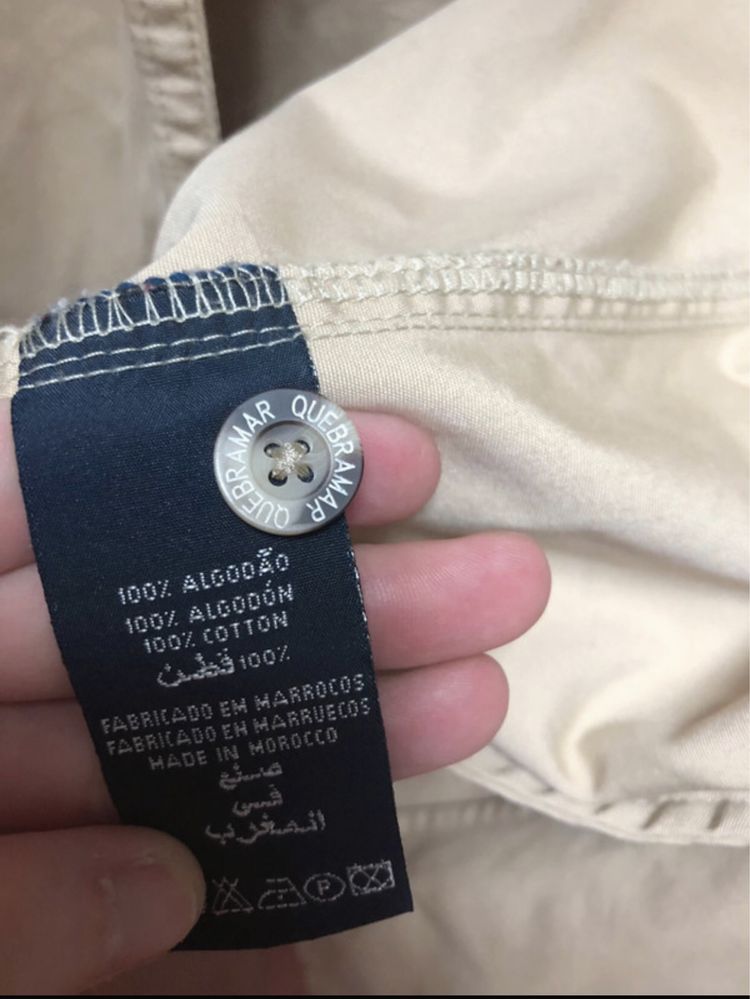 QUEBRAMAR QUEBRAMAR
100% ALGODÃO
100% ALGODÓN
100% COTTON
100% قطن
FABRICADO EM MARROCOS
FABRICADO EN MARRUECOS
MADE IN MOROCCO
صنع
في
المغرب
P